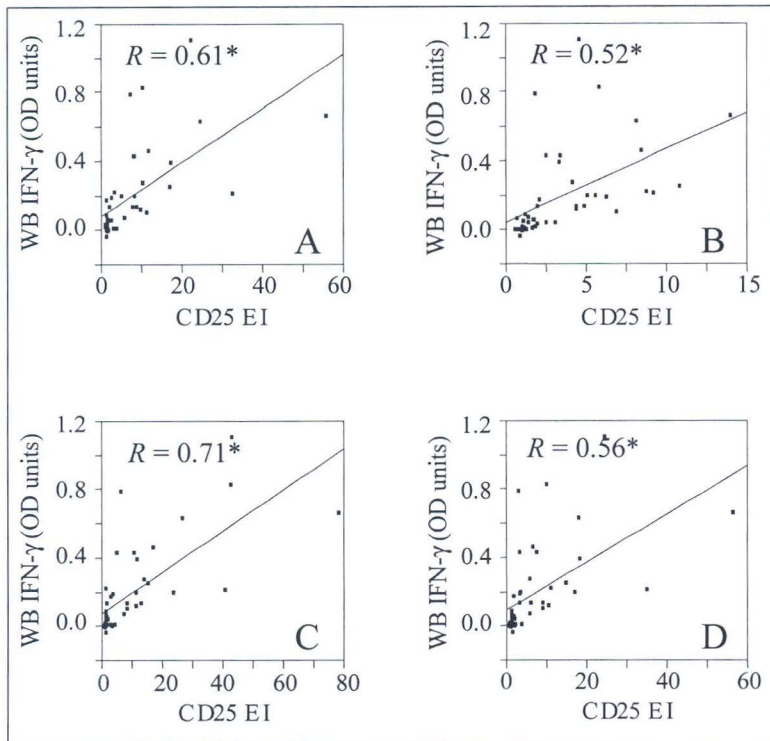 1.2
0.8
0.4
0.0
WB IFN-γ (OD units)
R = 0.61*
A
0
20
40
60
CD25 EI
1.2
0.8
0.4
0.0
WB IFN-γ (OD units)
R = 0.52*
B
0
5
10
15
CD25 EI
1.2
0.8
0.4
0.0
WB IFN-γ (OD units)
R = 0.71*
C
0
20
40
60
80
CD25 EI
1.2
0.8
0.4
0.0
WB IFN-γ (OD units)
R = 0.56*
D
0
20
40
60
CD25 EI